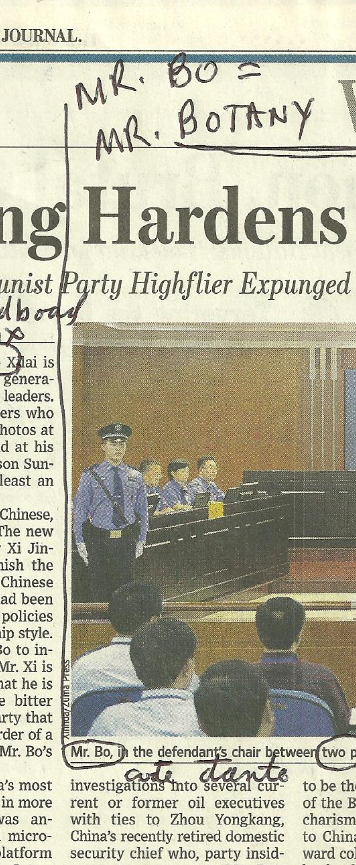 JOURNAL.
MR. BO =
MR. BOTANY
ng Hardens
unist Party Highflier Expunged
Xilai is
genera-
leaders.
ers who
hotos at
d at his
son Sun-
least an
Chinese,
The new
Xi Jin-
nish the
Chinese
had been
policies
ip style.
Bo to in-
Mr. Xi is
hat he is
e bitter
arty that
rder of a
Mr. Bo's
Xinhua/Zuma Press
Mr. Bo, in the defendant's chair between two p
a's most
in more
was an-
micro-
platform
investigations into several cur-
rent or former oil executives
with ties to Zhou Yongkang,
China's recently retired domestic
security chief who, party insid-
to be the
of the B
charism
to China
ward co